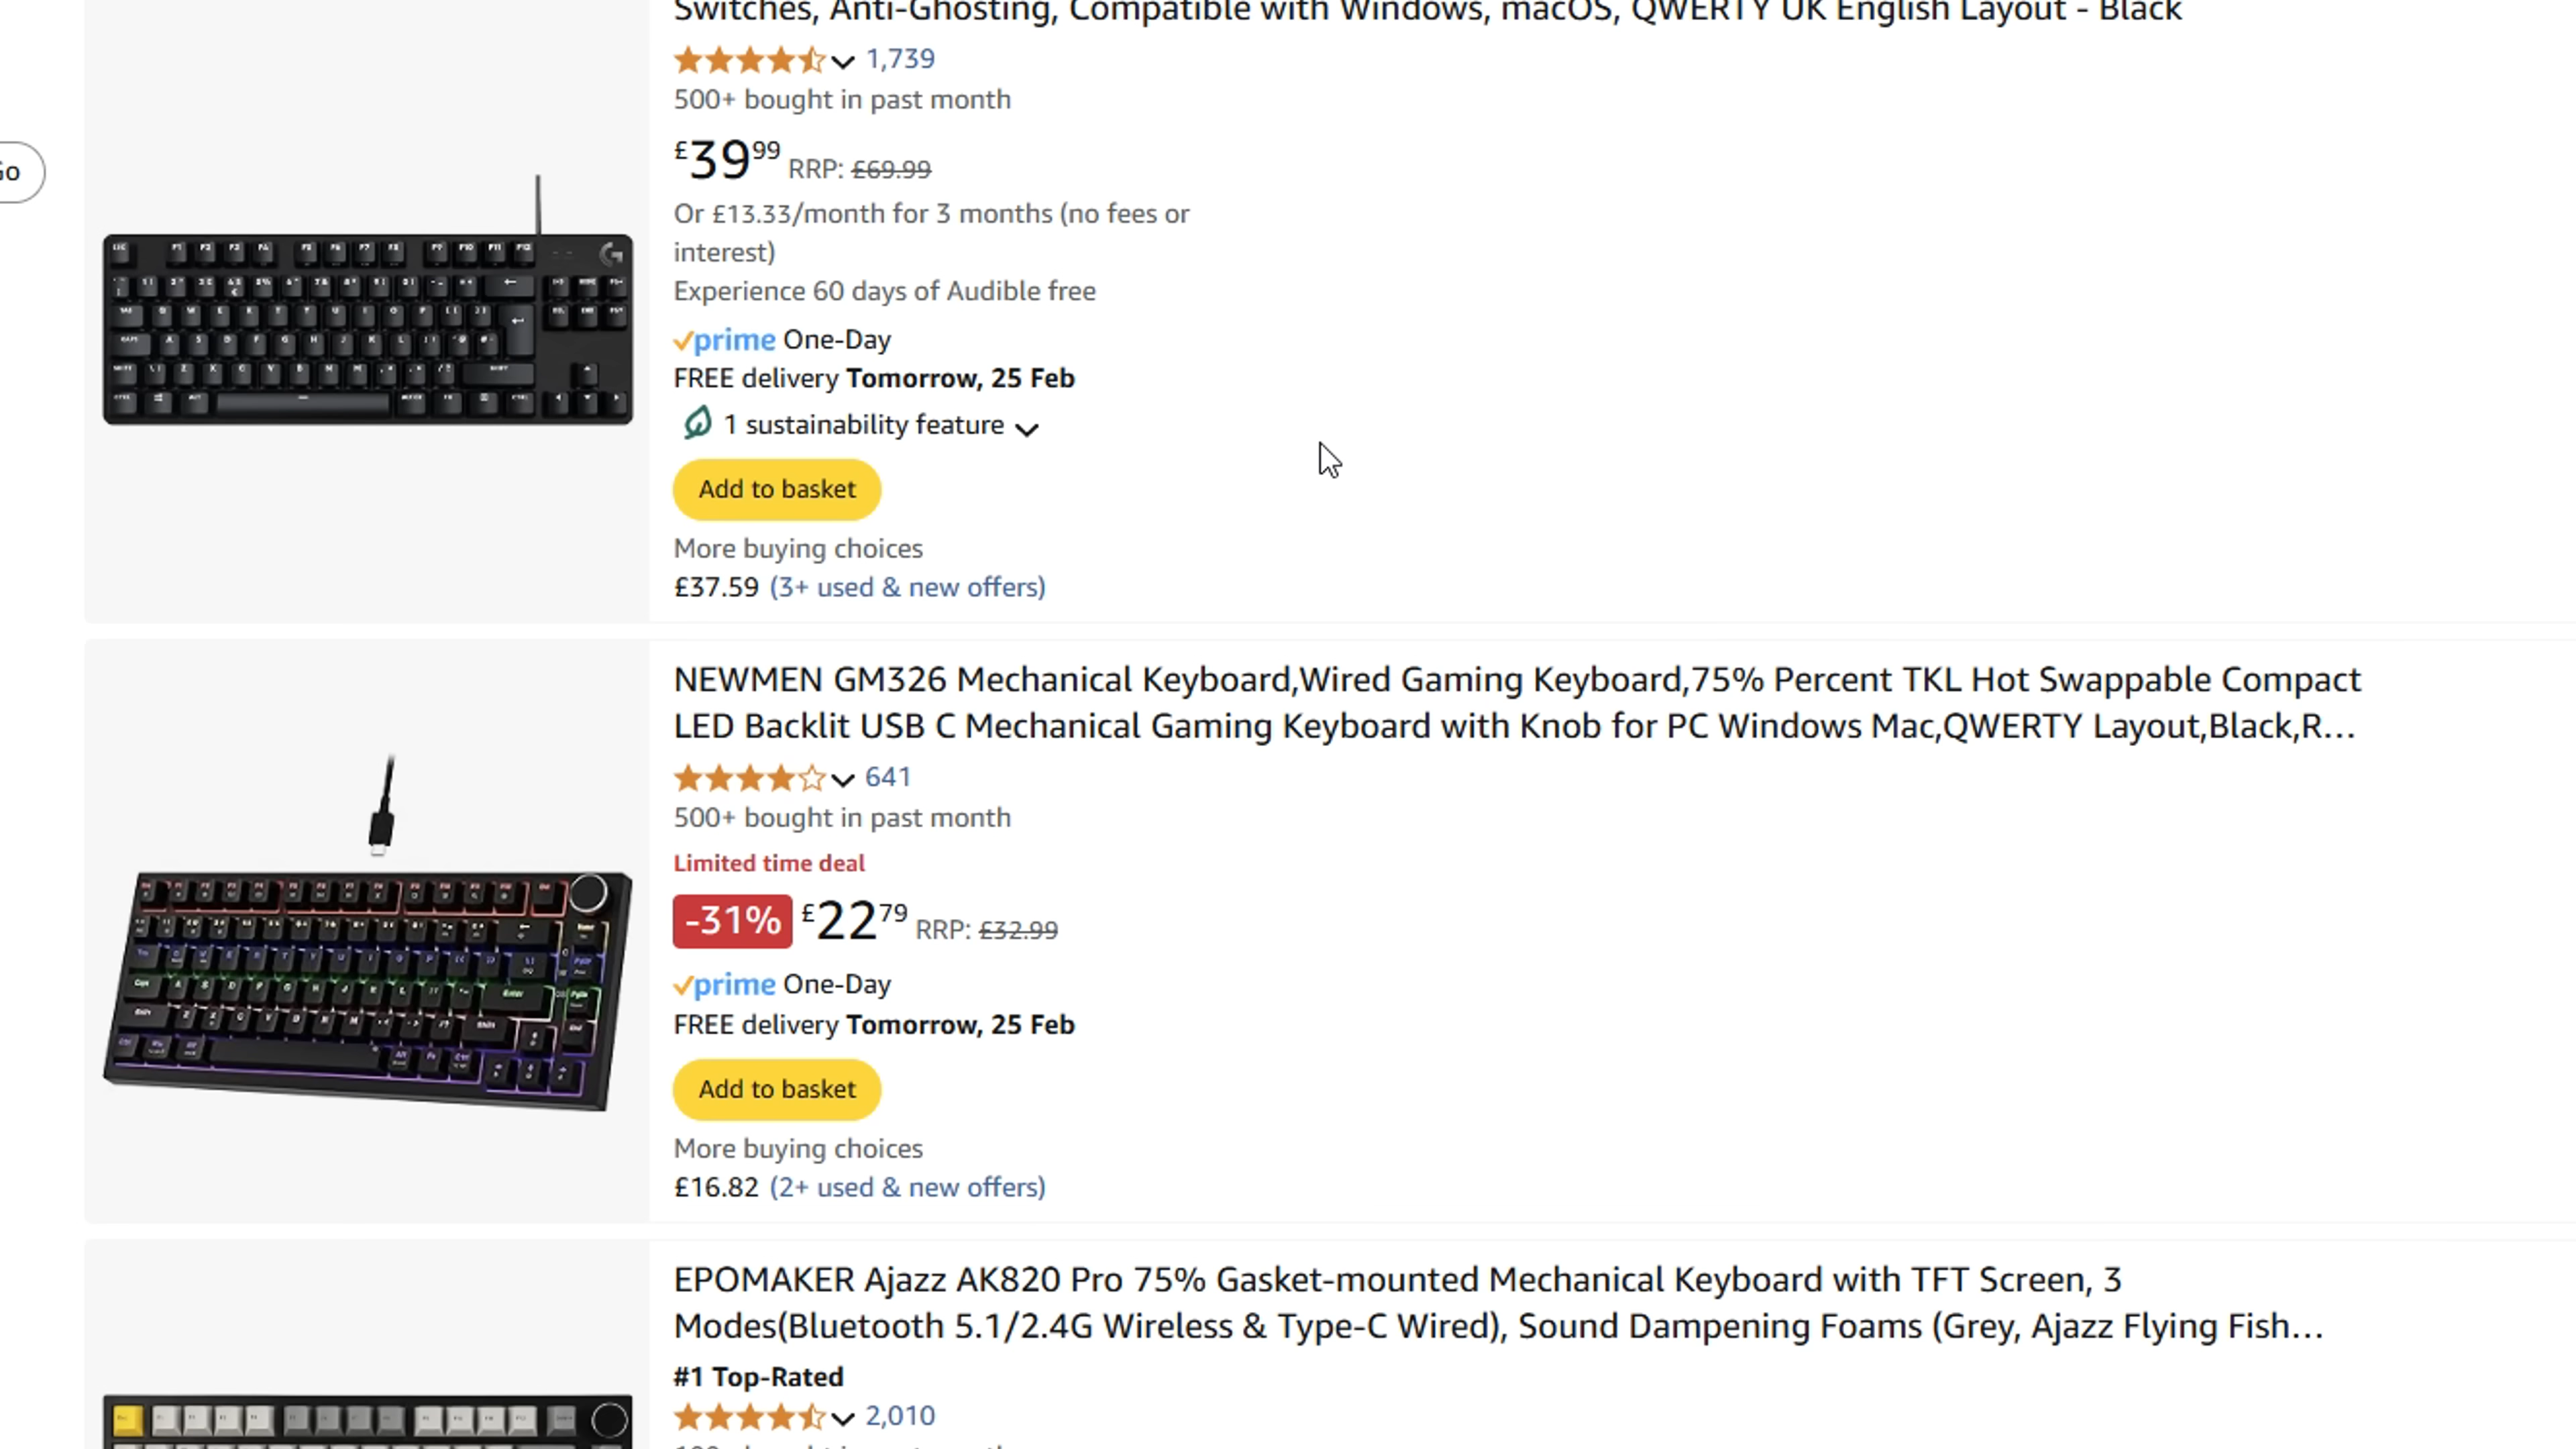 Switches, Anti-Ghosting, Compatible with Windows, macOS, QWERTY UK English Layout - Black
1,739
500+ bought in past month
£39.99 RRP: £69.99
Or £13.33/month for 3 months (no fees or
interest)
Experience 60 days of Audible free
prime One-Day
FREE delivery Tomorrow, 25 Feb
1 sustainability feature
Add to basket
More buying choices
£37.59 (3+ used & new offers)
NEWMEN GM326 Mechanical Keyboard,Wired Gaming Keyboard,75% Percent TKL Hot Swappable Compact
LED Backlit USB C Mechanical Gaming Keyboard with Knob for PC Windows Mac,QWERTY Layout,Black,R...
641
500+ bought in past month
Limited time deal
-31% £22.79 RRP: £32.99
prime One-Day
FREE delivery Tomorrow, 25 Feb
Add to basket
More buying choices
£16.82 (2+ used & new offers)
EPOMAKER Ajazz AK820 Pro 75% Gasket-mounted Mechanical Keyboard with TFT Screen, 3
Modes(Bluetooth 5.1/2.4G Wireless & Type-C Wired), Sound Dampening Foams (Grey, Ajazz Flying Fish...
#1 Top-Rated
2,010